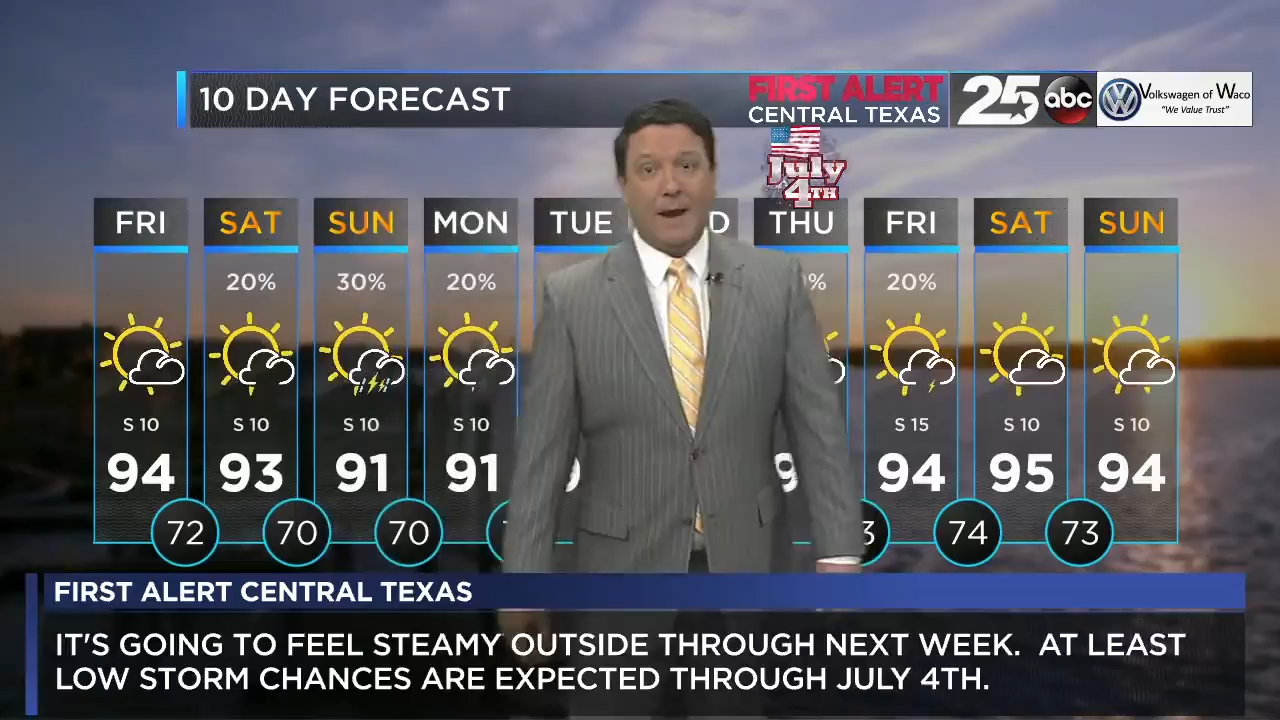 10 DAY FORECAST
FIRST ALERT
CENTRAL TEXAS
25 abc
Volkswagen of Waco
"We Value Trust"
July
4TH
FRI SAT SUN MON TUE THU FRI SAT SUN
20% 30% 20% 20%
S 10 S 10 S 10 S 10 S 15 S 10 S 10
94 93 91 91 94 95 94
72 70 70 74 73
FIRST ALERT CENTRAL TEXAS
IT'S GOING TO FEEL STEAMY OUTSIDE THROUGH NEXT WEEK. AT LEAST
LOW STORM CHANCES ARE EXPECTED THROUGH JULY 4TH.